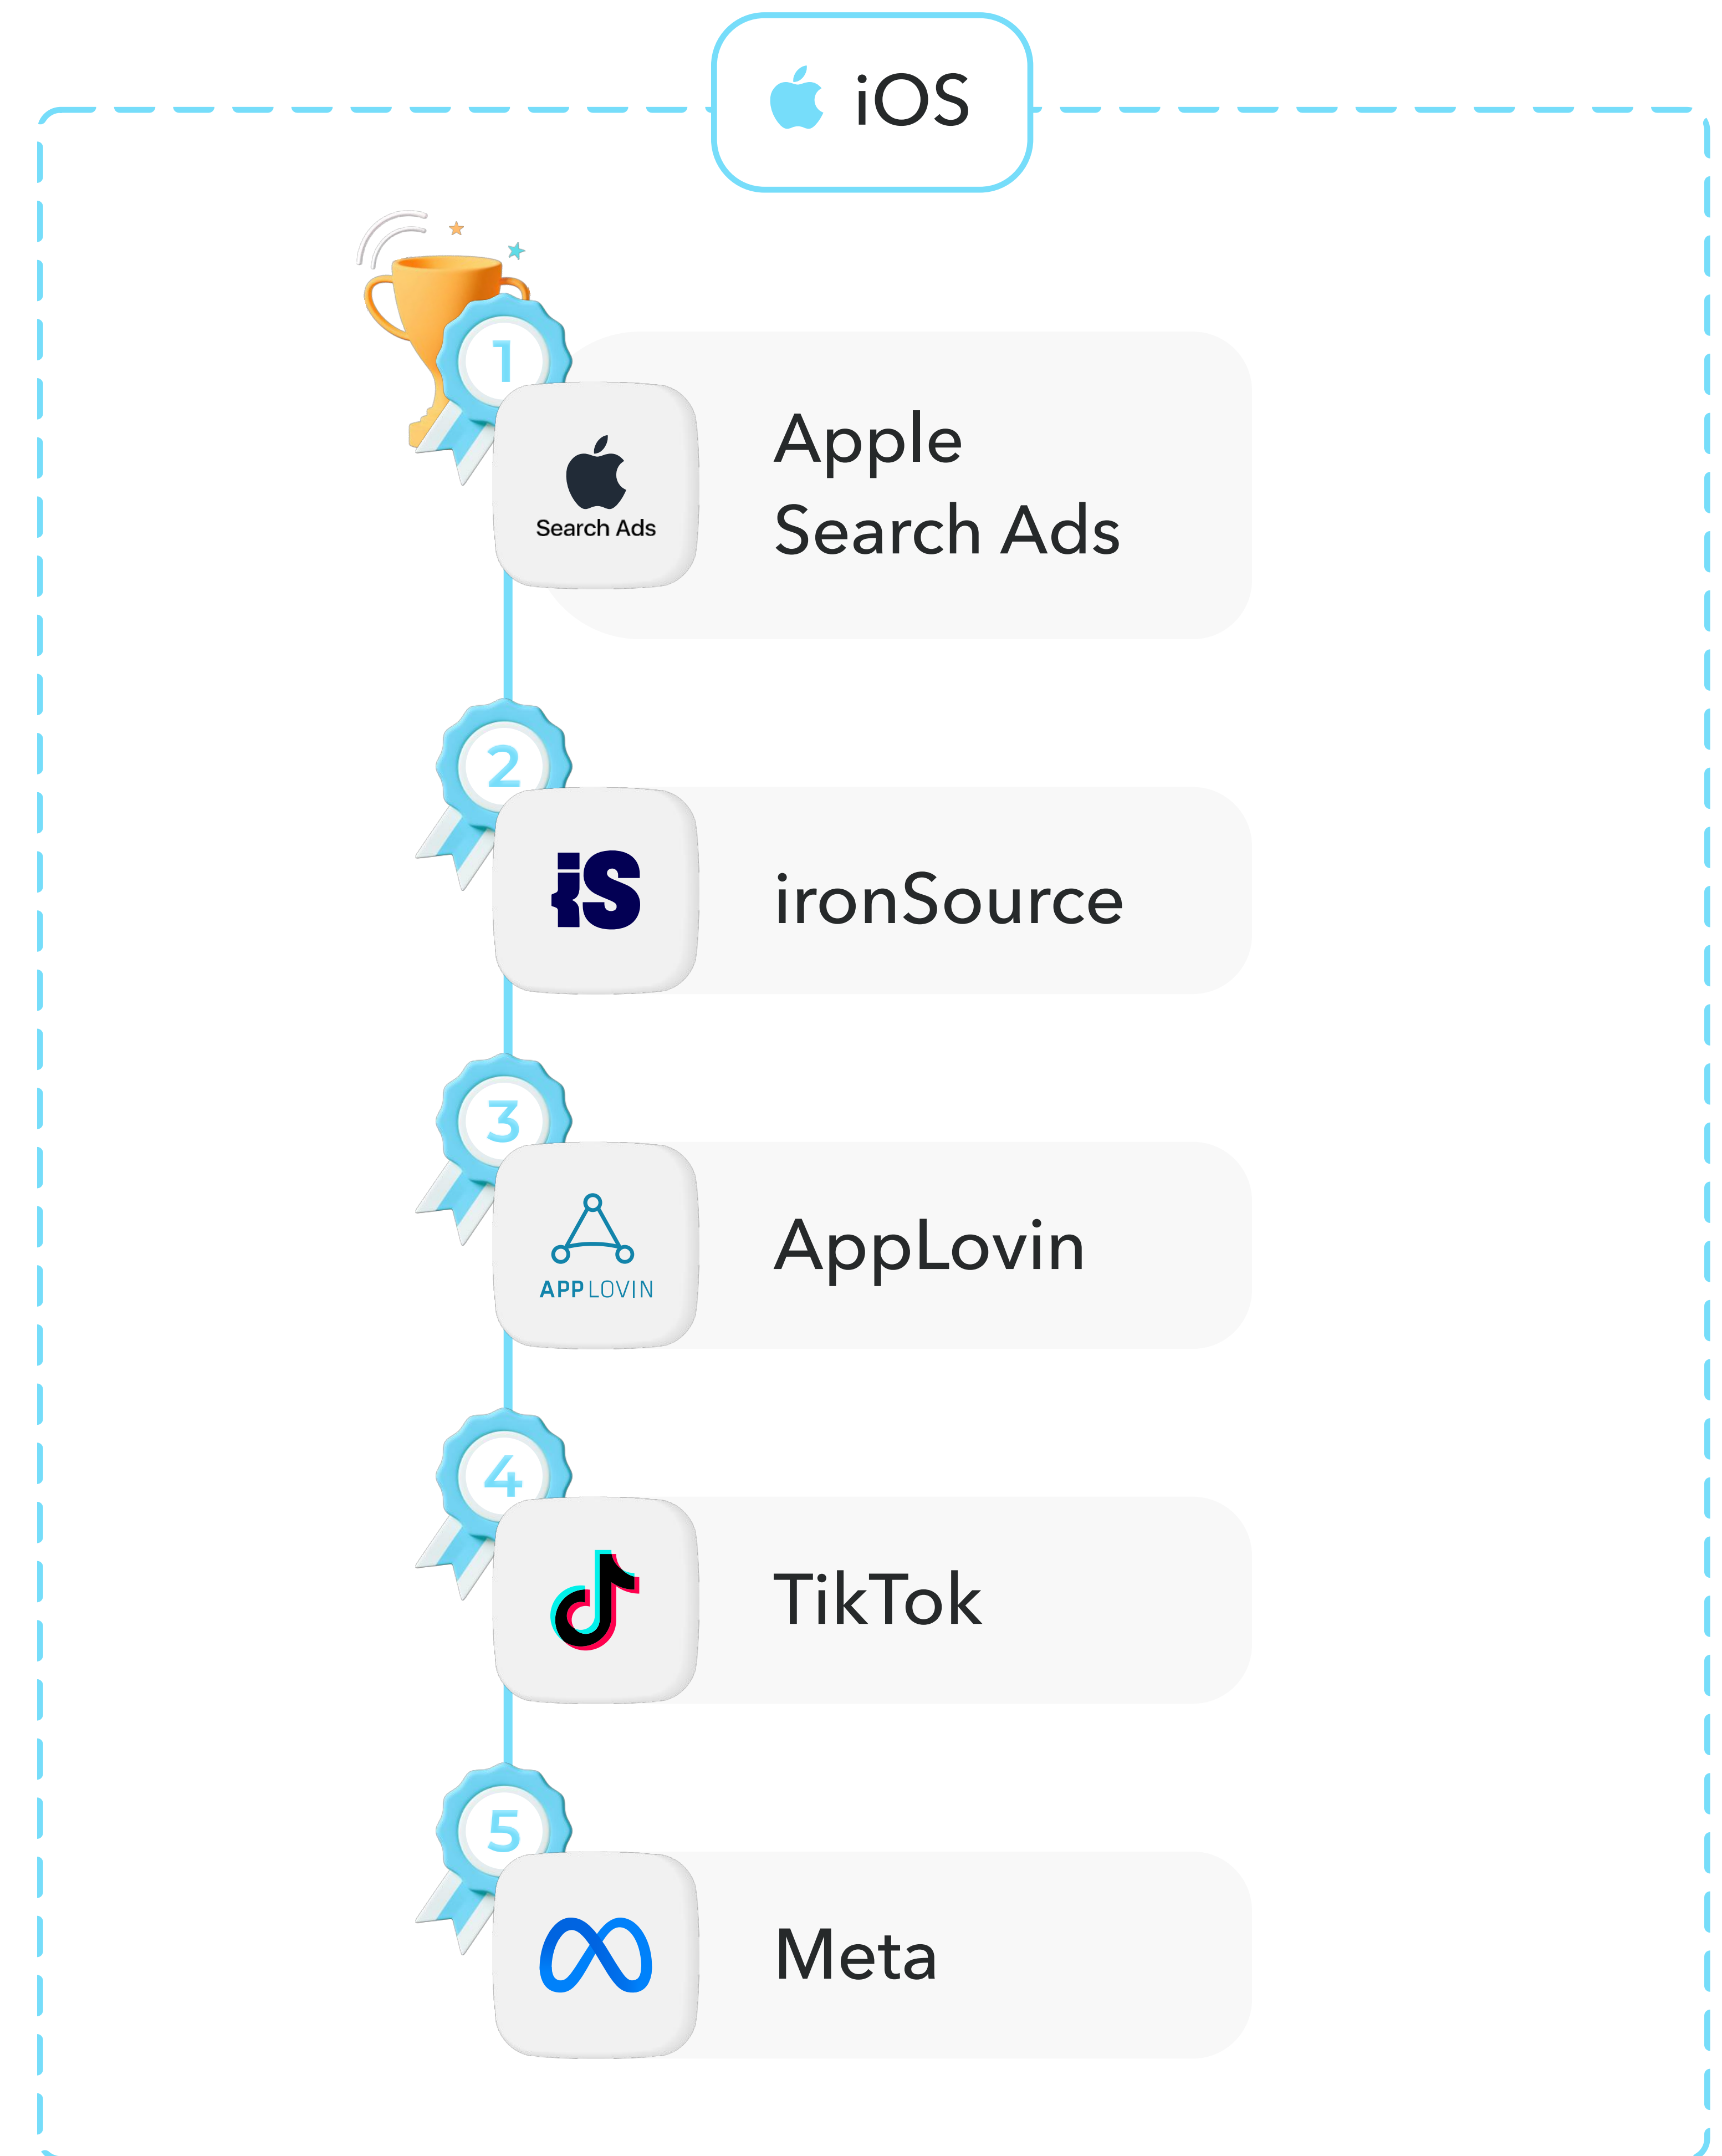 iOS
1
Search Ads
Apple
Search Ads
2
iS
ironSource
3
APPLOVIN
AppLovin
4
TikTok
5
Meta